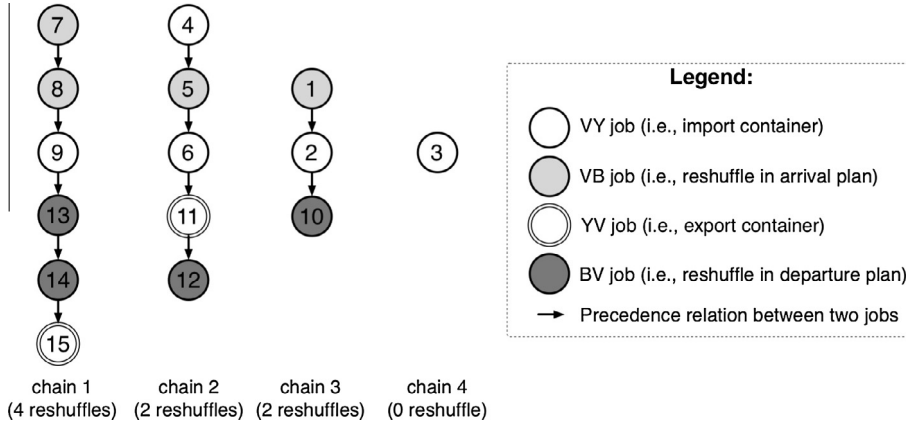 7 4
8 5 1
9 6 2 3
13 11 10
14 12
15
chain 1 chain 2 chain 3 chain 4
(4 reshuffles) (2 reshuffles) (2 reshuffles) (0 reshuffle)
Legend:
VY job (i.e., import container)
VB job (i.e., reshuffle in arrival plan)
YV job (i.e., export container)
BV job (i.e., reshuffle in departure plan)
Precedence relation between two jobs